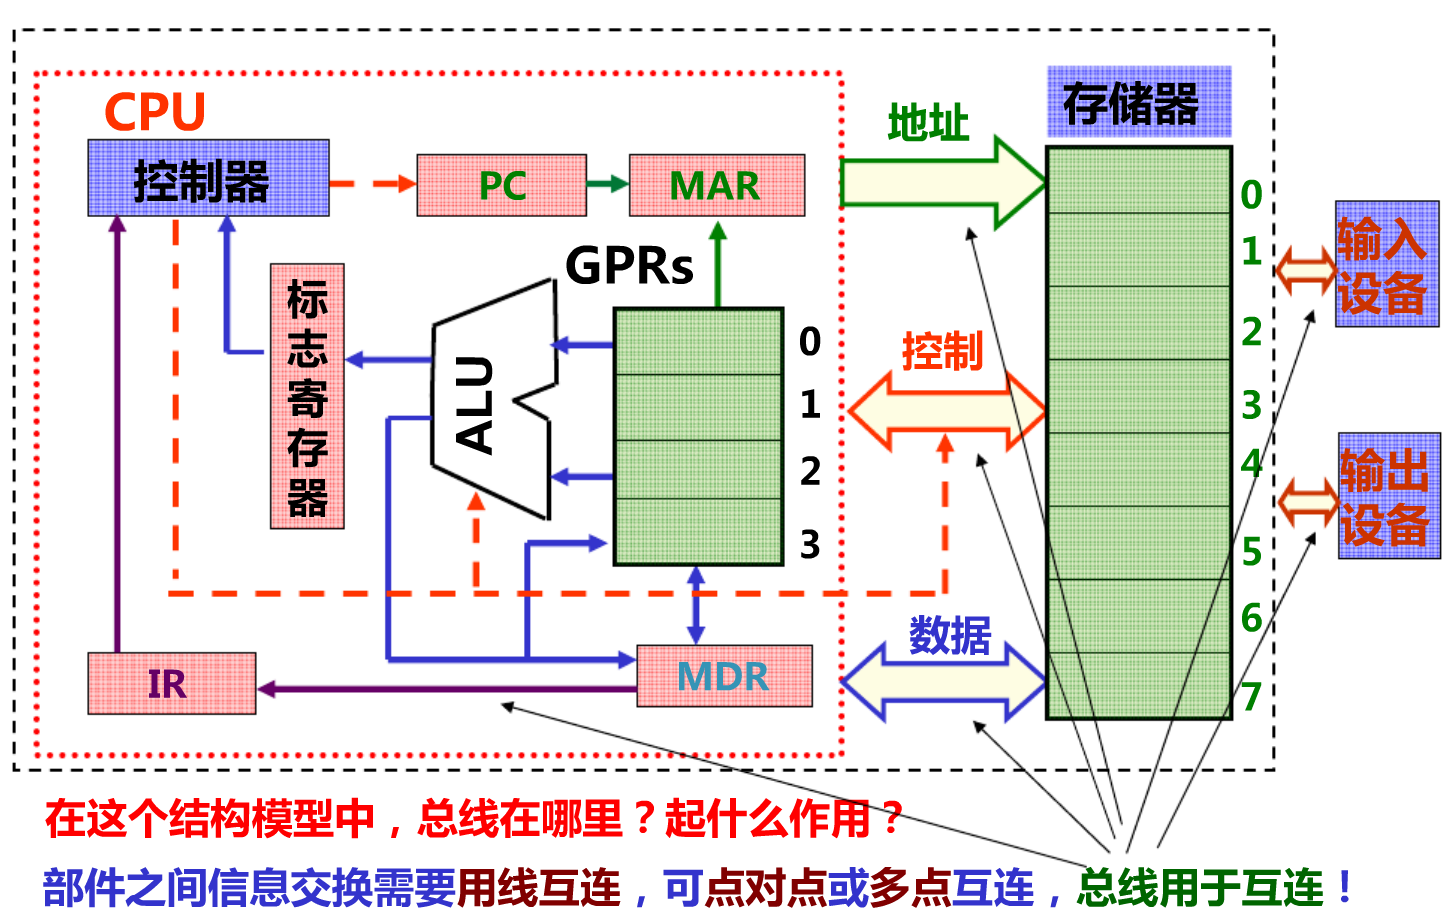 CPU
控制器
PC
MAR
地址
存储器
GPRs
标志寄存器
ALU
0
1
2
3
控制
数据
IR
MDR
0
1
2
3
4
5
6
7
输入
设备
输出
设备
在这个结构模型中，总线在哪里？起什么作用？
部件之间信息交换需要用线互连，可点对点或多点互连，总线用于互连！